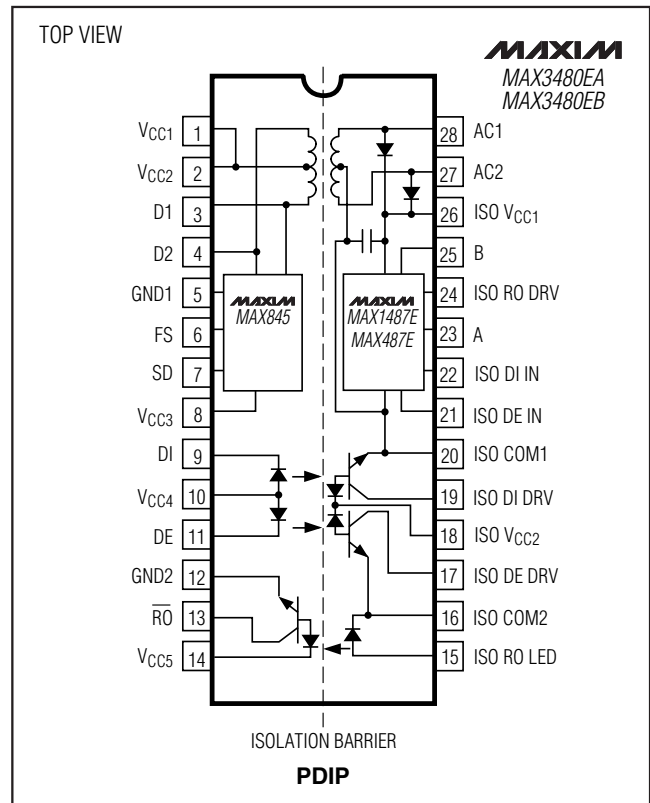 TOP VIEW
MAXIM
MAX3480EA
MAX3480EB
VCC1 1
VCC2 2
D1 3
D2 4
GND1 5
FS 6
SD 7
VCC3 8
DI 9
VCC4 10
DE 11
GND2 12
R̅O̅ 13
VCC5 14
MAXIM
MAX845
MAXIM
MAX1487E
MAX487E
28 AC1
27 AC2
26 ISO VCC1
25 B
24 ISO RO DRV
23 A
22 ISO DI IN
21 ISO DE IN
20 ISO COM1
19 ISO DI DRV
18 ISO VCC2
17 ISO DE DRV
16 ISO COM2
15 ISO RO LED
ISOLATION BARRIER
PDIP